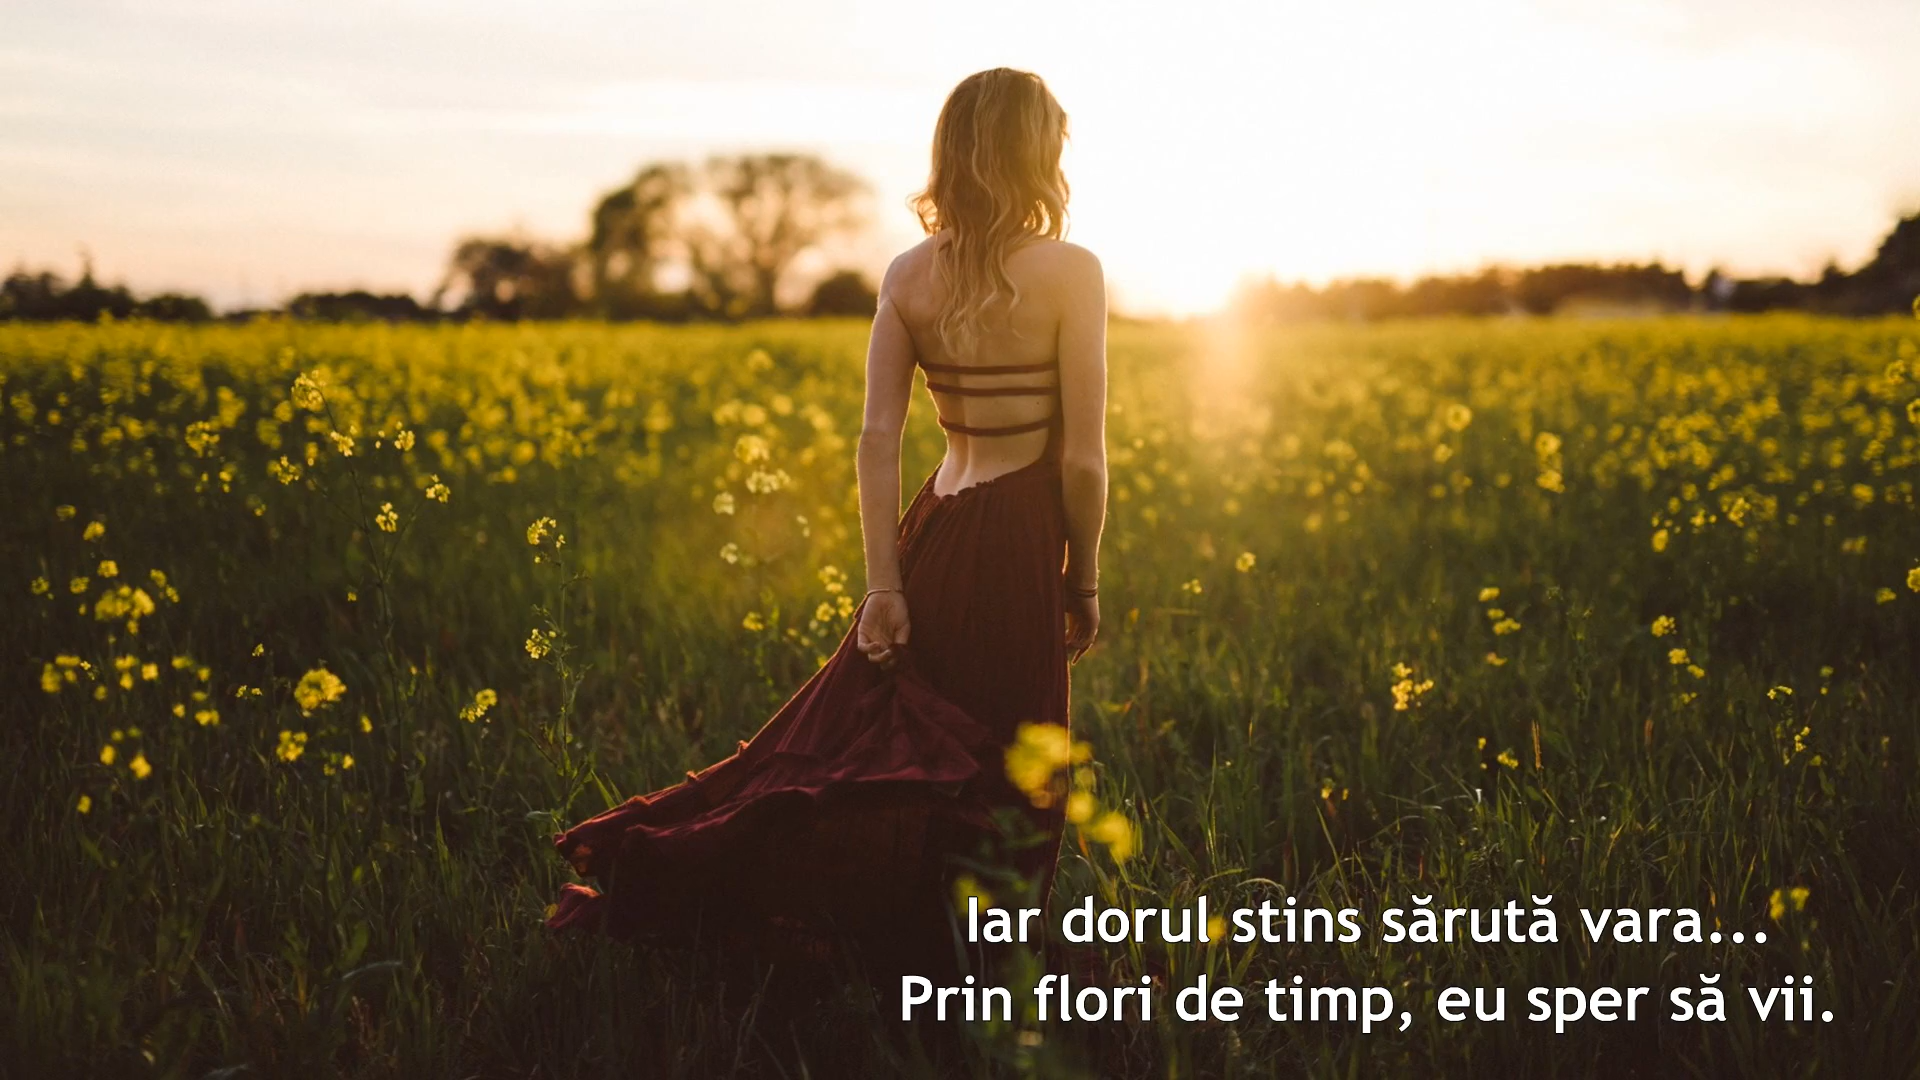 Iar dorul stins sărută vara...
Prin flori de timp, eu sper să vii.